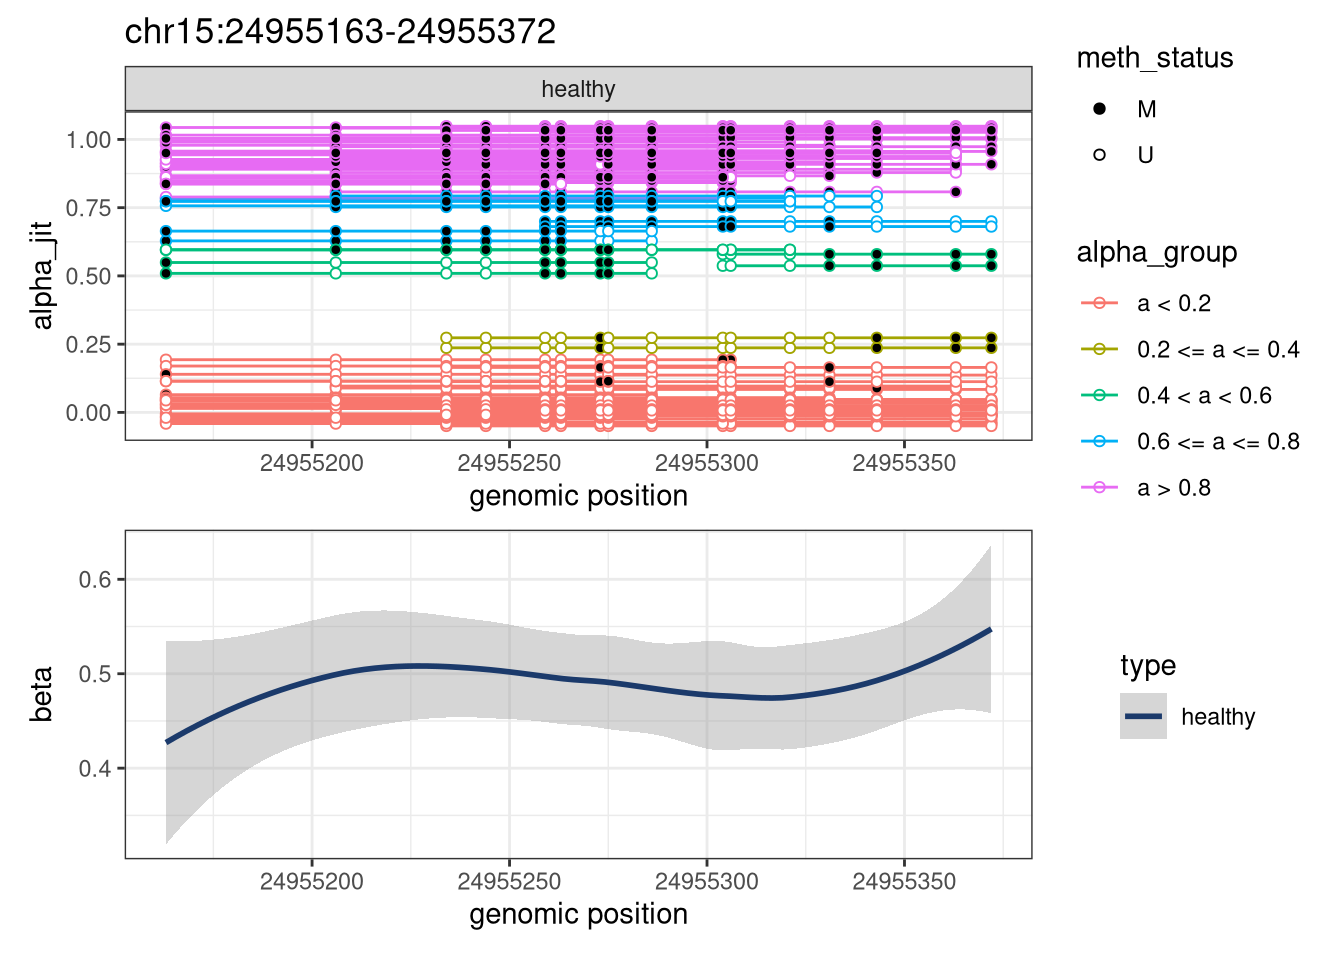 chr15:24955163-24955372
healthy
1.00
0.75
0.50
0.25
0.00
alpha_jit
24955200 24955250 24955300 24955350
genomic position
meth_status
M
U
alpha_group
a < 0.2
0.2 <= a <= 0.4
0.4 < a < 0.6
0.6 <= a <= 0.8
a > 0.8
0.6
0.5
0.4
beta
24955200 24955250 24955300 24955350
genomic position
type
healthy